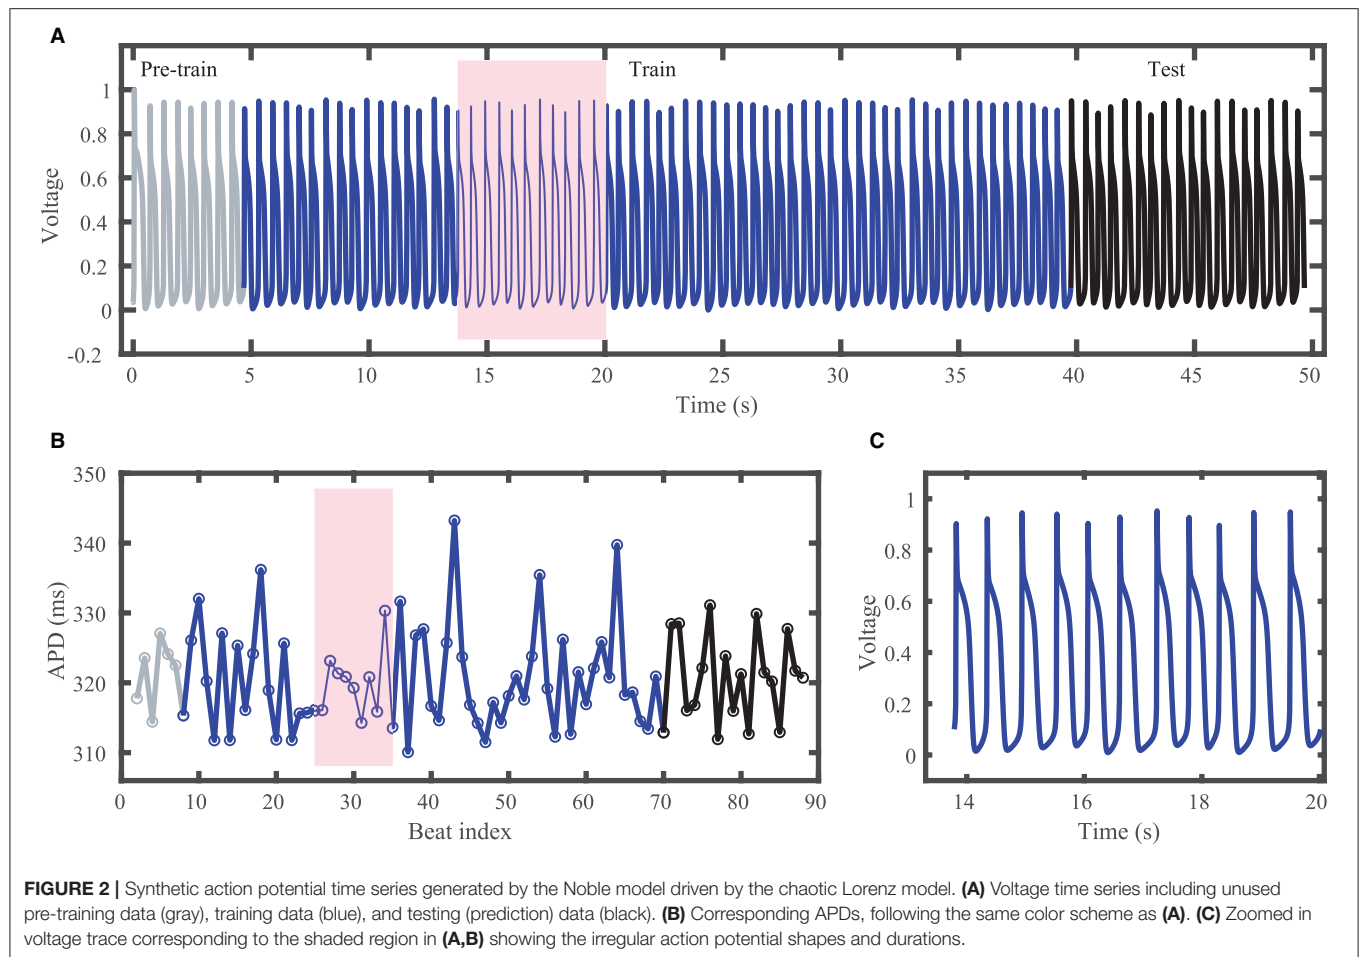 A
Pre-train
Train
Test
1
0.8
0.6
0.4
0.2
0
-0.2
Voltage
0 5 10 15 20 25 30 35 40 45 50
Time (s)
B
350
340
330
320
310
APD (ms)
0 10 20 30 40 50 60 70 80 90
Beat index
C
1
0.8
0.6
0.4
0.2
0
Voltage
14 16 18 20
Time (s)
FIGURE 2 | Synthetic action potential time series generated by the Noble model driven by the chaotic Lorenz model. (A) Voltage time series including unused
pre-training data (gray), training data (blue), and testing (prediction) data (black). (B) Corresponding APDs, following the same color scheme as (A). (C) Zoomed in
voltage trace corresponding to the shaded region in (A,B) showing the irregular action potential shapes and durations.